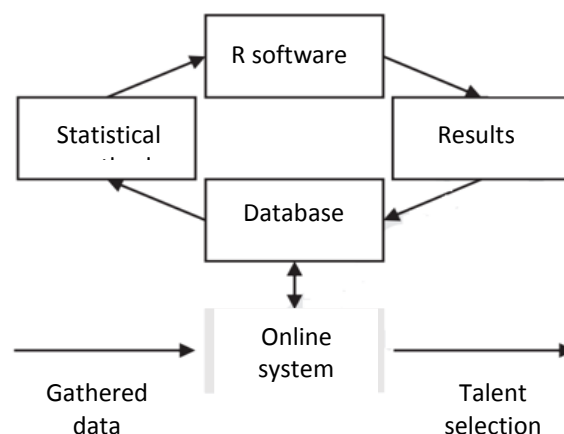 R software
Statistical
Results
Database
Online
system
Gathered
data
Talent
selection